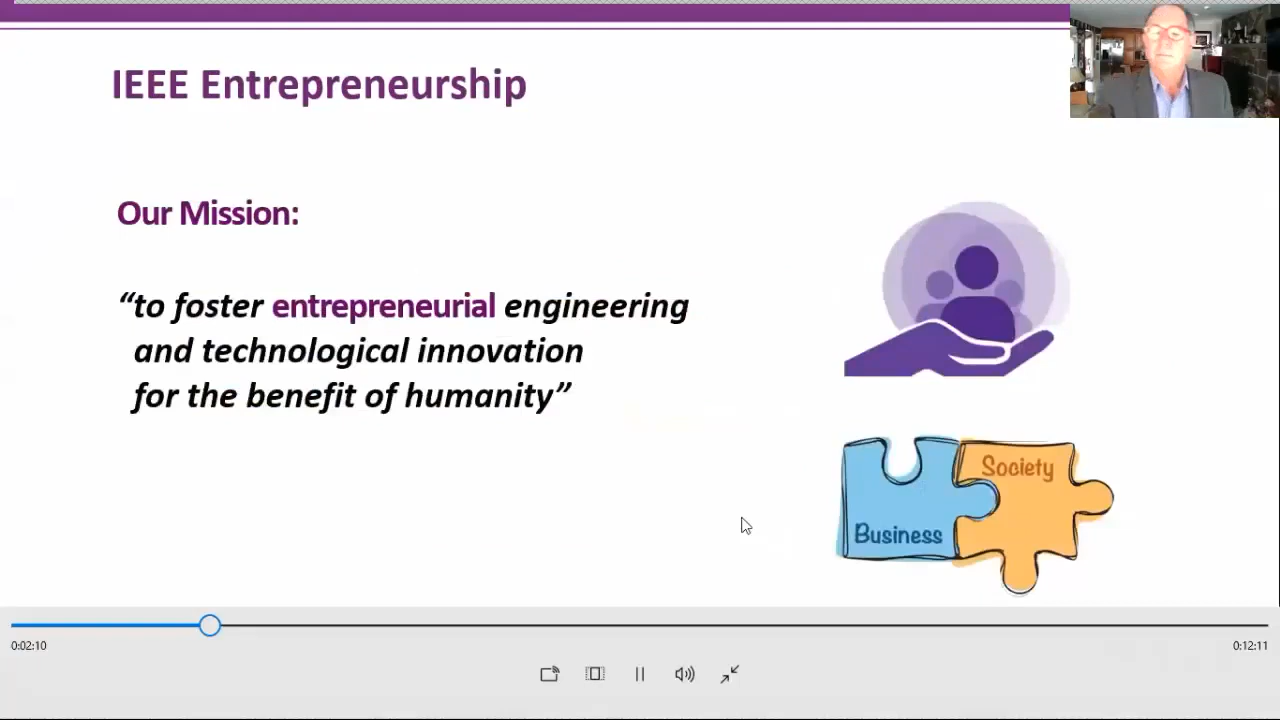 IEEE Entrepreneurship
Our Mission:
“to foster entrepreneurial engineering
and technological innovation
for the benefit of humanity”
Society
Business
0:02:10
0:12:11